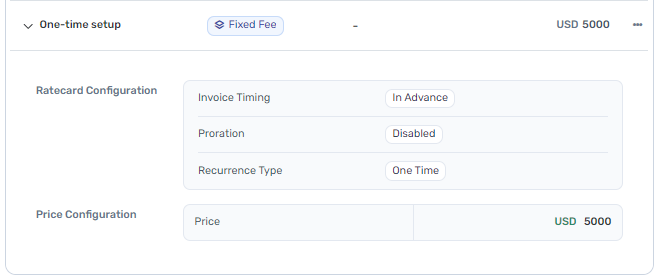 One-time setup Fixed Fee - USD 5000
Ratecard Configuration
Invoice Timing In Advance
Proration Disabled
Recurrence Type One Time
Price Configuration
Price USD 5000